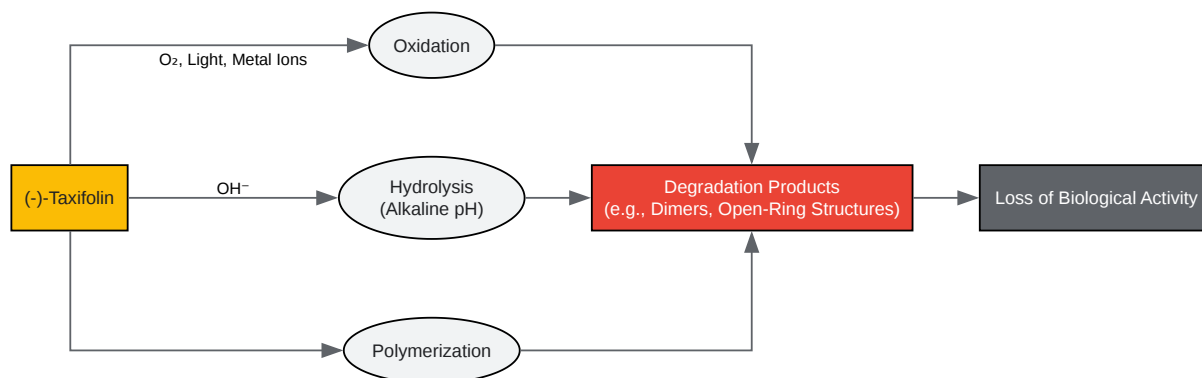 Oxidation
O₂, Light, Metal Ions
(-)-Taxifolin
OH⁻
Hydrolysis
(Alkaline pH)
Degradation Products
(e.g., Dimers, Open-Ring Structures)
Loss of Biological Activity
Polymerization